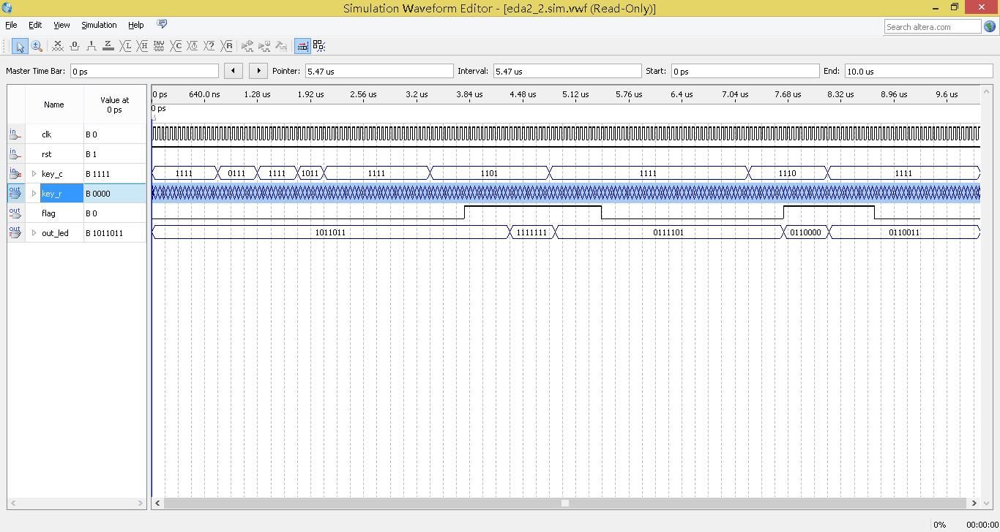 Simulation Waveform Editor - [eda2_2.sim.vwf (Read-Only)]
File Edit View Simulation Help
Search altera.com
Master Time Bar: 0 ps Pointer: 5.47 us Interval: 5.47 us Start: 0 ps End: 10.0 us
Name Value at 0 ps
0 ps 640.0 ns 1.28 us 1.92 us 2.56 us 3.2 us 3.84 us 4.48 us 5.12 us 5.76 us 6.4 us 7.04 us 7.68 us 8.32 us 8.96 us 9.6 us
0 ps
in clk B 0
in rst B 1
in key_c B 1111 1111 0111 1111 1011 1111 1101 1111 1110 1111
out key_r B 0000
out flag B 0
out out_led B 1011011 1011011 1111111 0111101 0110000 0110011
0% 00:00:00